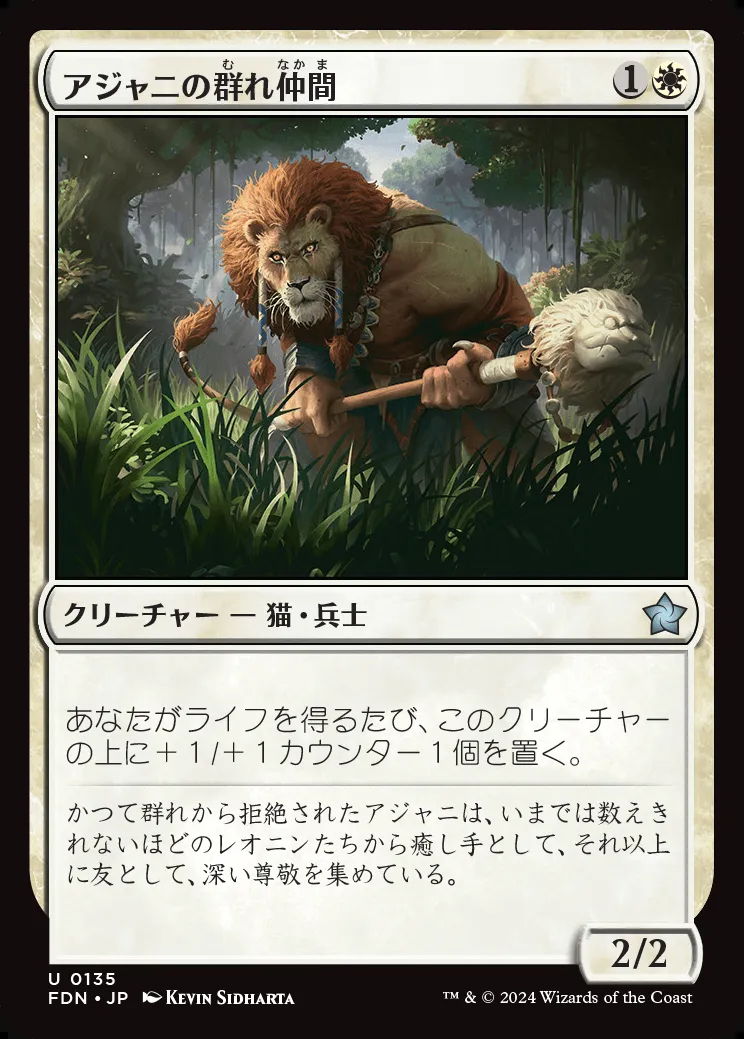 アジャニの群れ仲間
む なかま
1
クリーチャー — 猫・兵士
あなたがライフを得るたび、このクリーチャー
の上に+1/+1カウンター1個を置く。
かつて群れから拒絶されたアジャニは、いまでは数えき
れないほどのレオニンたちから癒し手として、それ以上
に友として、深い尊敬を集めている。
2/2
U 0135
FDN • JP Kevin Sidharta
™ & © 2024 Wizards of the Coast